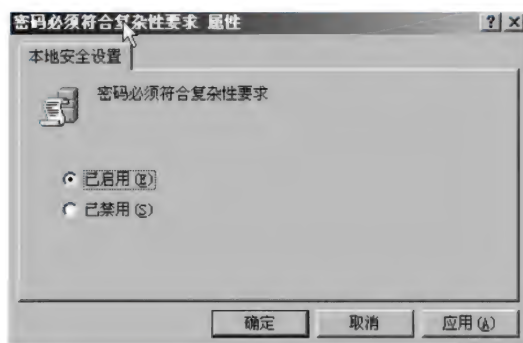 密码必须符合复杂性要求 属性
本地安全设置
密码必须符合复杂性要求
已启用(E)
已禁用(S)
确定 取消 应用(A)